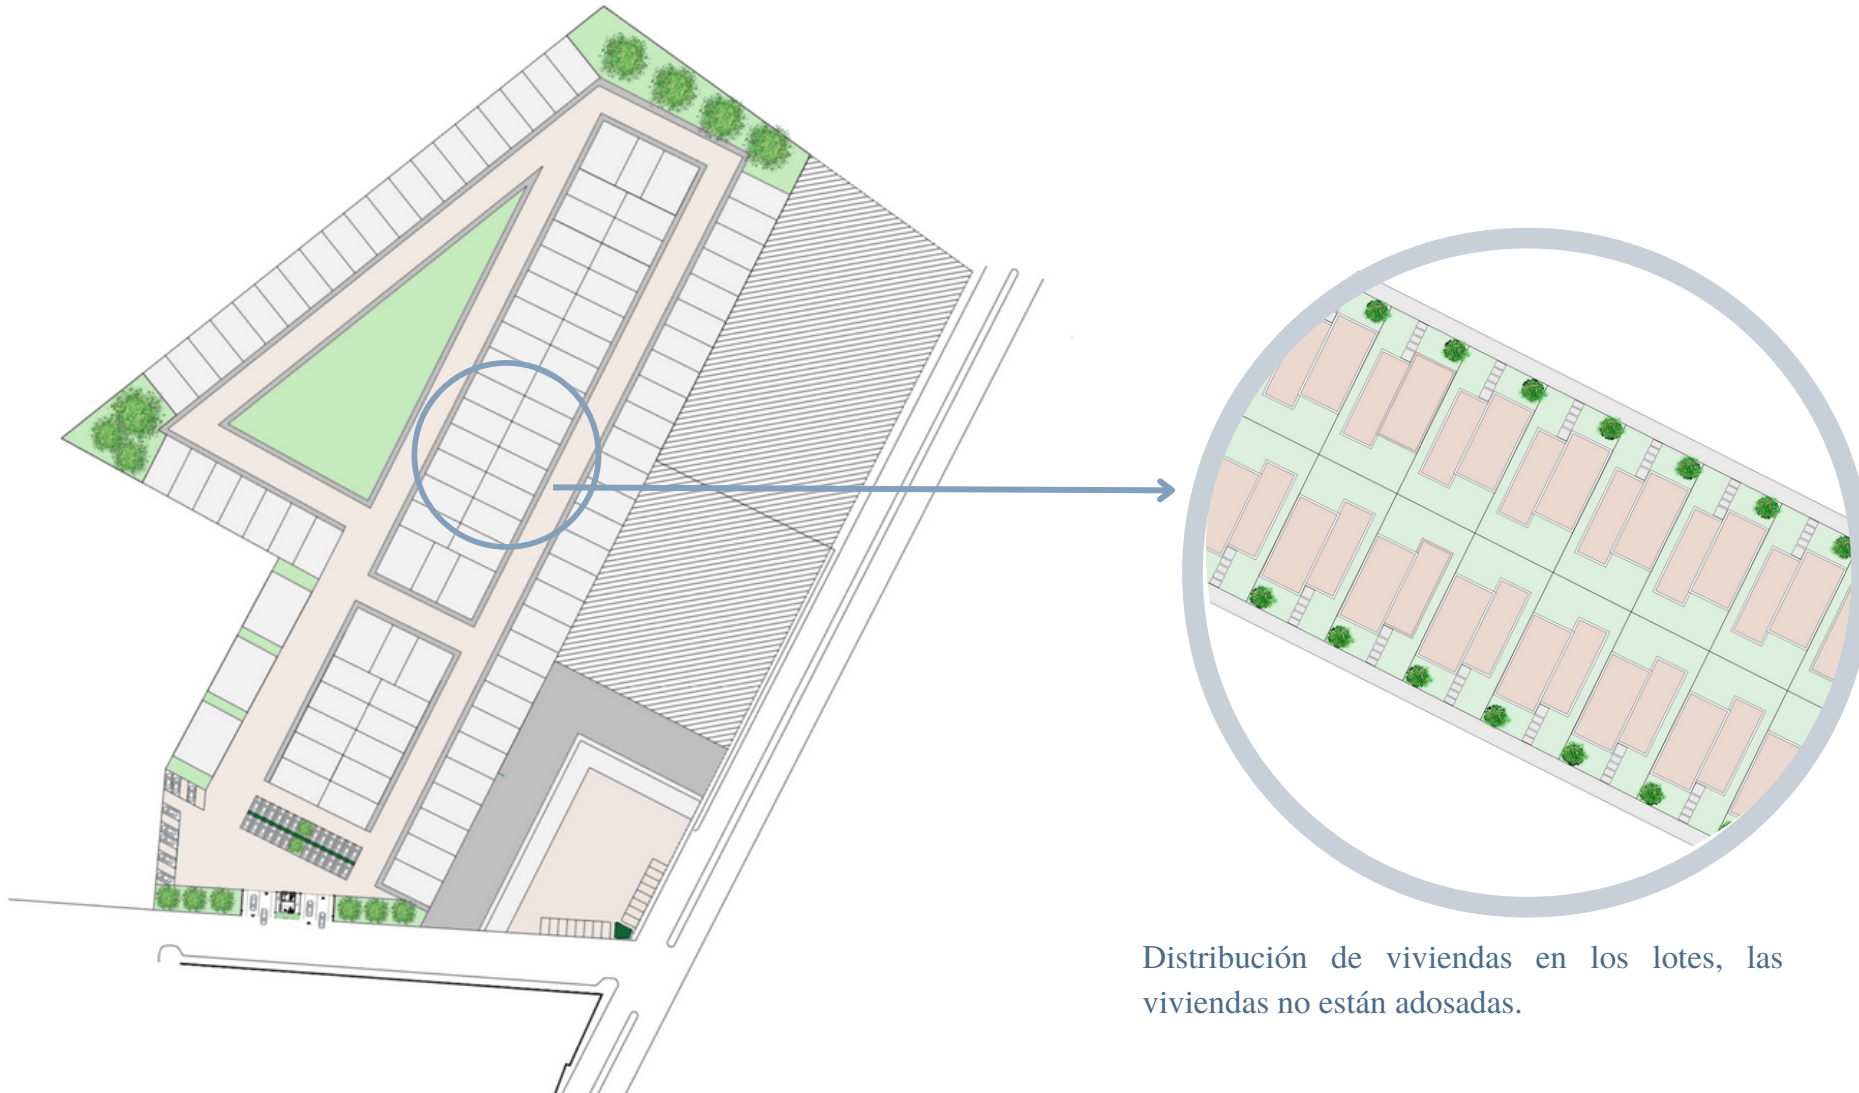 Distribución de viviendas en los lotes, las
viviendas no están adosadas.